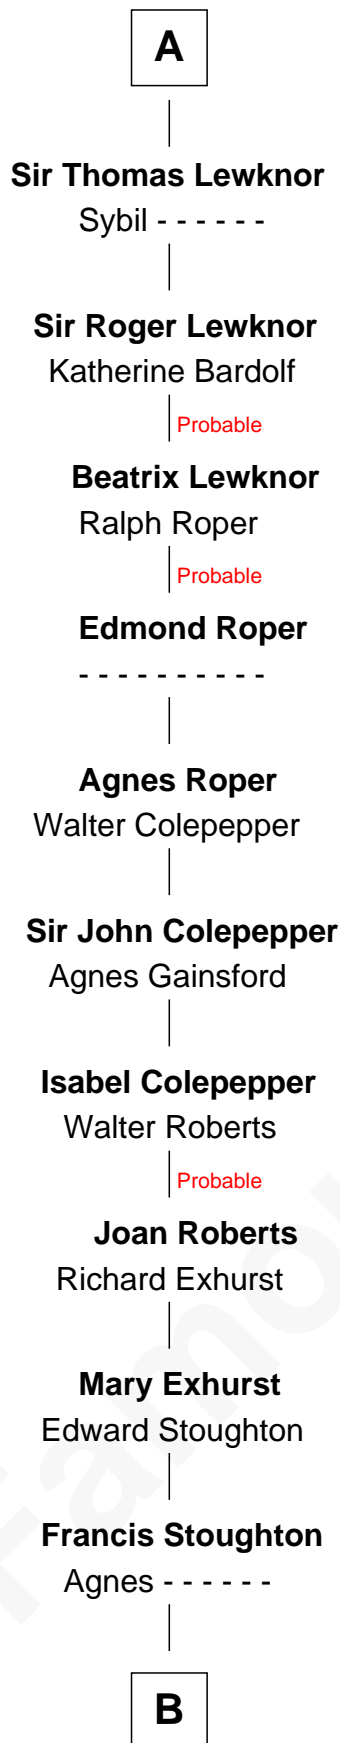 A
Sir Thomas Lewknor
Sybil - - - - - -
Sir Roger Lewknor
Katherine Bardolf
Probable
Beatrix Lewknor
Ralph Roper
Probable
Edmond Roper
- - - - - - - - - -
Agnes Roper
Walter Colepepper
Sir John Colepepper
Agnes Gainsford
Isabel Colepepper
Walter Roberts
Probable
Joan Roberts
Richard Exhurst
Mary Exhurst
Edward Stoughton
Francis Stoughton
Agnes - - - - - -
B
Famo